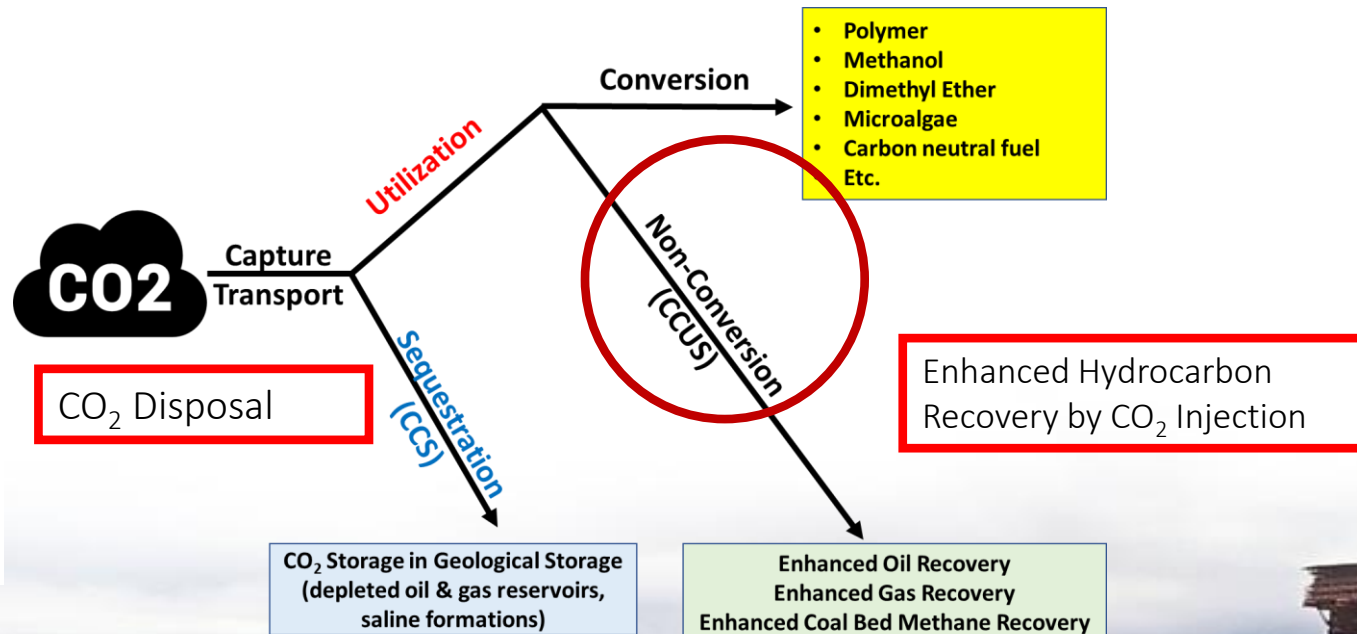 • Polymer
• Methanol
• Dimethyl Ether
• Microalgae
• Carbon neutral fuel
Etc.
Conversion
Utilization
CO2
Capture
Transport
Non-Conversion
(CCUS)
Sequestration
(CCS)
CO₂ Disposal
Enhanced Hydrocarbon
Recovery by CO₂ Injection
CO₂ Storage in Geological Storage
(depleted oil & gas reservoirs,
saline formations)
Enhanced Oil Recovery
Enhanced Gas Recovery
Enhanced Coal Bed Methane Recovery